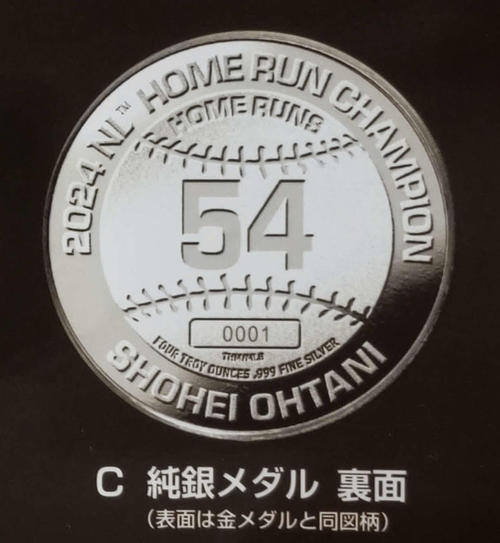 2024 NL™ HOME RUN CHAMPION
HOME RUNS
54
0001
FOUR TROY OUNCES .999 FINE SILVER
SHOHEI OHTANI
C 純銀メダル 裏面
(表面は金メダルと同図柄)